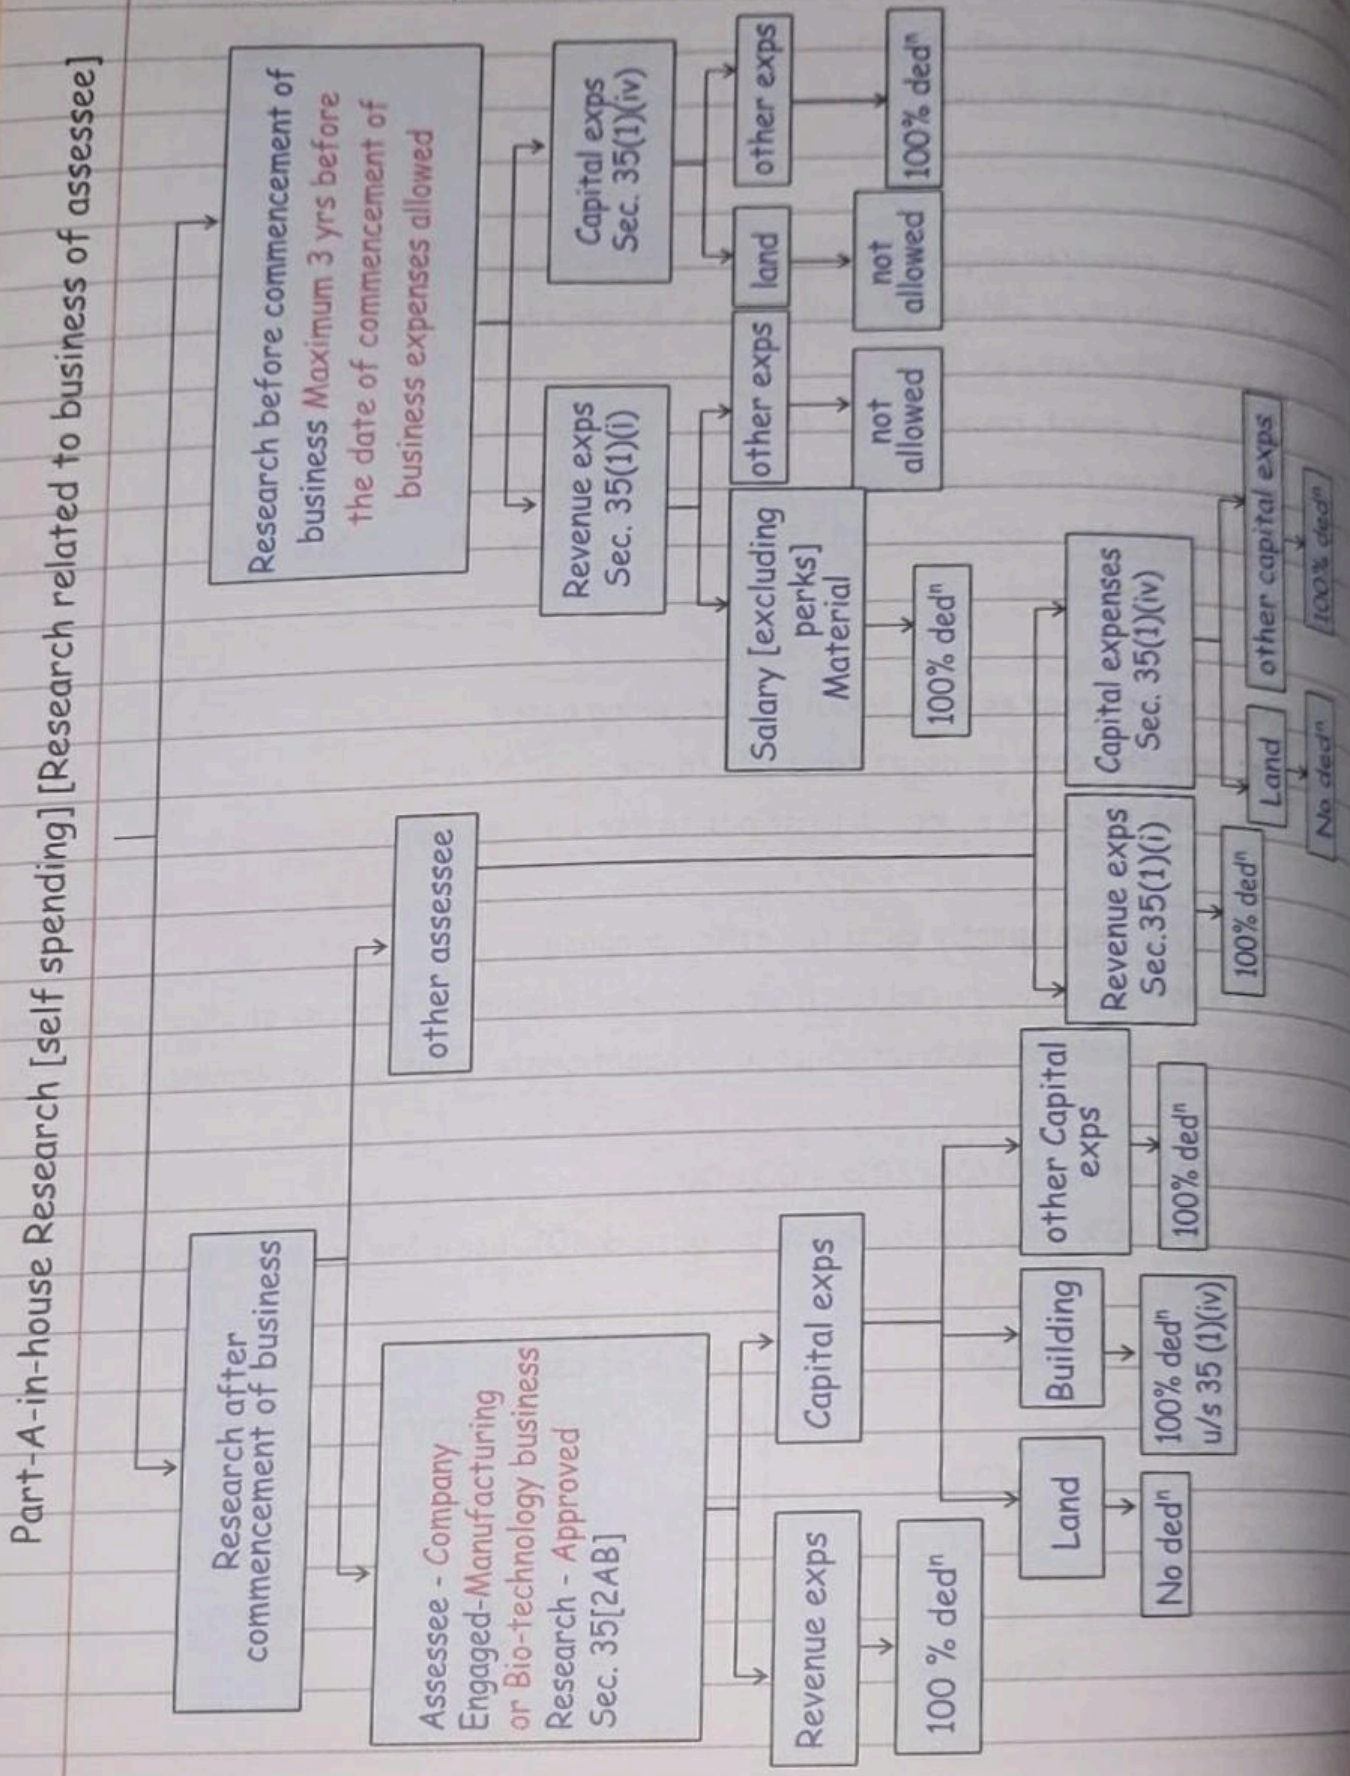 Part-A-in-house Research [self spending] [Research related to business of assessee]
Research after
commencement of business
Assessee - Company
Engaged-Manufacturing
or Bio-technology business
Research - Approved
Sec. 35[2AB]
Revenue exps
100 % dedⁿ
Capital exps
Land
No dedⁿ
Building
100% dedⁿ
u/s 35 (1)(iv)
other Capital
exps
100% dedⁿ
other assessee
Revenue exps
Sec.35(1)(i)
100% dedⁿ
Capital expenses
Sec. 35(1)(iv)
Land
No dedⁿ
other capital exps
100% dedⁿ
Research before commencement of
business Maximum 3 yrs before
the date of commencement of
business expenses allowed
Revenue exps
Sec. 35(1)(i)
Salary [excluding
perks]
Material
100% dedⁿ
other exps
not
allowed
Capital exps
Sec. 35(1)(iv)
land
not
allowed
other exps
100% dedⁿ